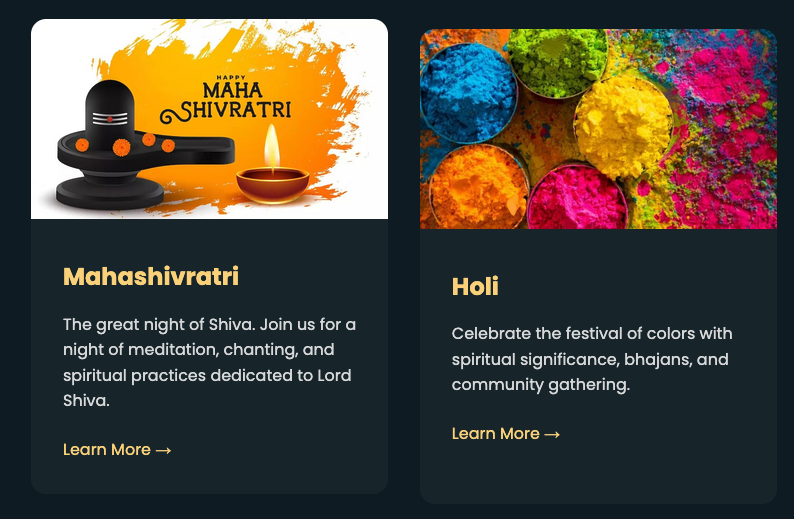 HAPPY
MAHA
SHIVRATRI
Mahashivratri
The great night of Shiva. Join us for a
night of meditation, chanting, and
spiritual practices dedicated to Lord
Shiva.
Learn More →
Holi
Celebrate the festival of colors with
spiritual significance, bhajans, and
community gathering.
Learn More →